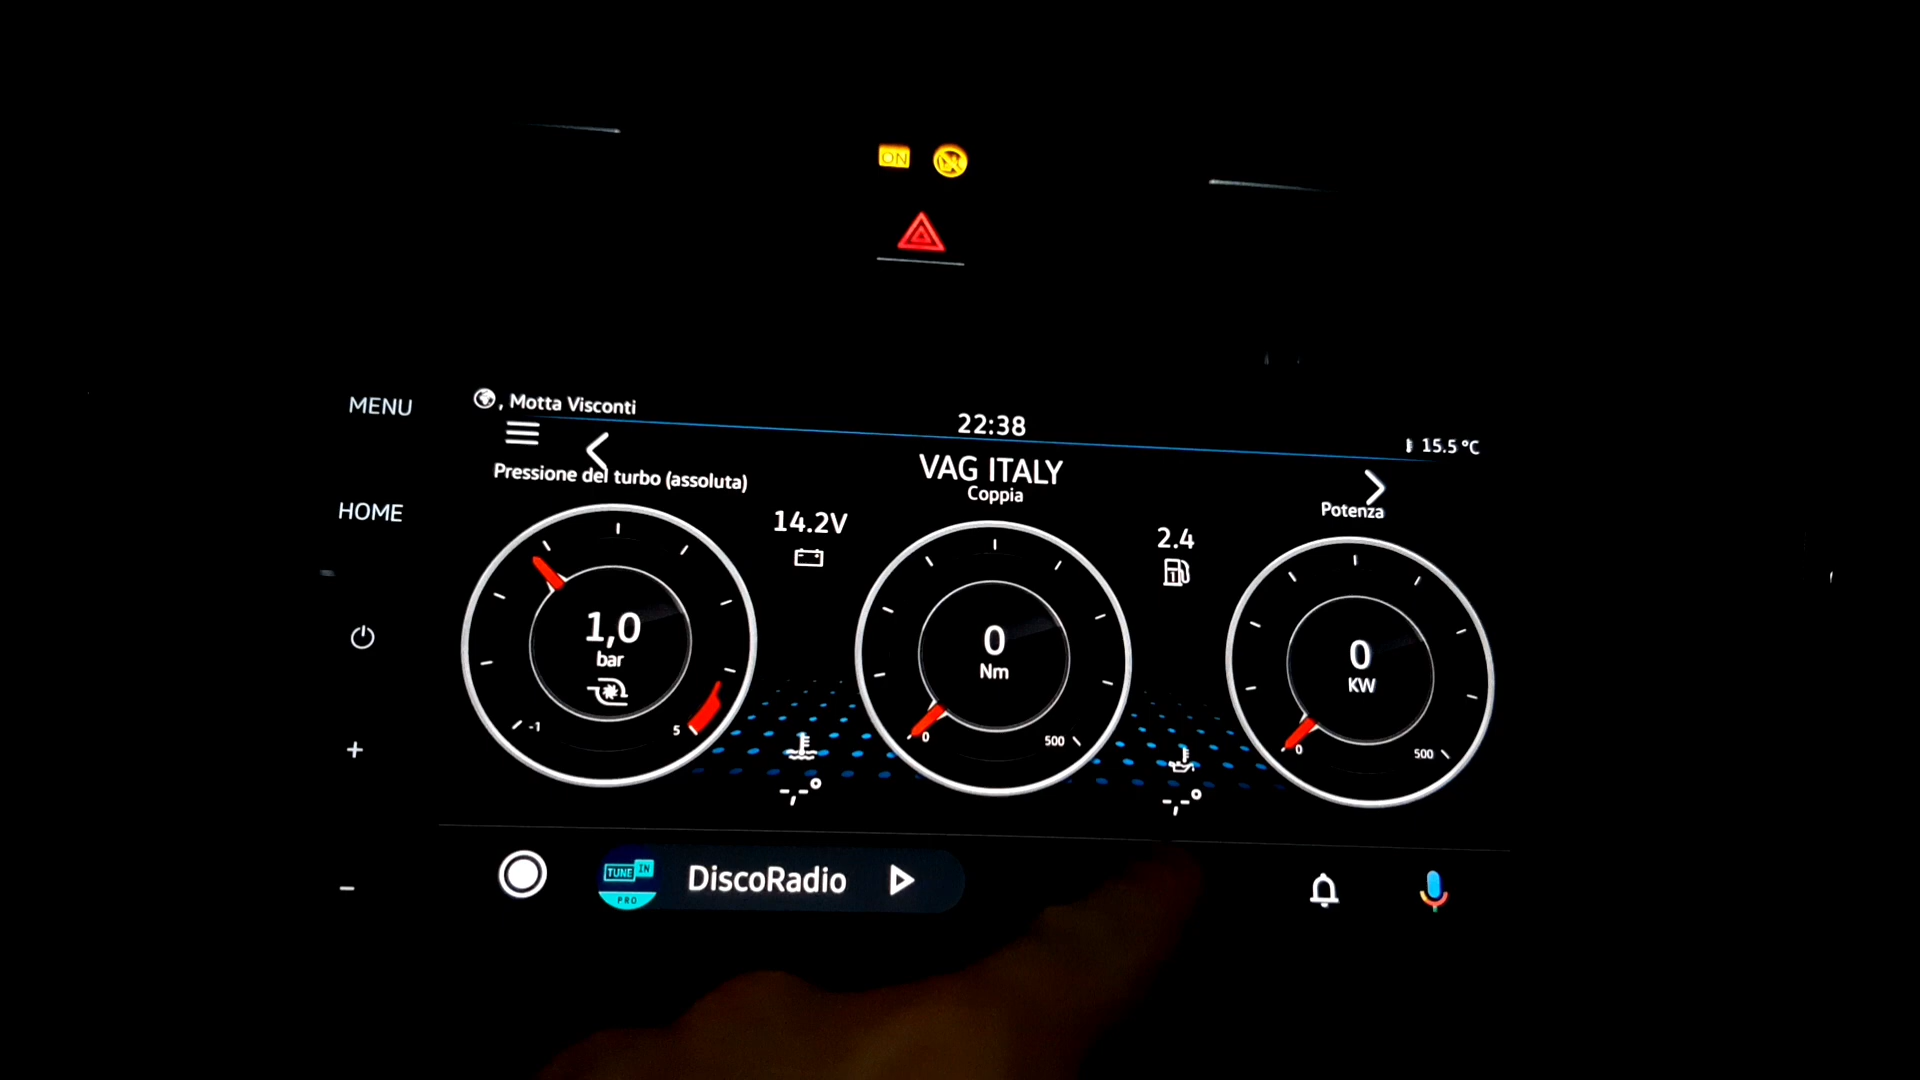 ON
MENU
HOME
+
-
, Motta Visconti
22:38
15.5 °C
VAG ITALY
Pressione del turbo (assoluta)
1,0
bar
-1
5
14.2V
-,-°
Coppia
0
Nm
0
500
2.4
-,-°
Potenza
0
KW
0
500
TUNE IN
PRO
DiscoRadio